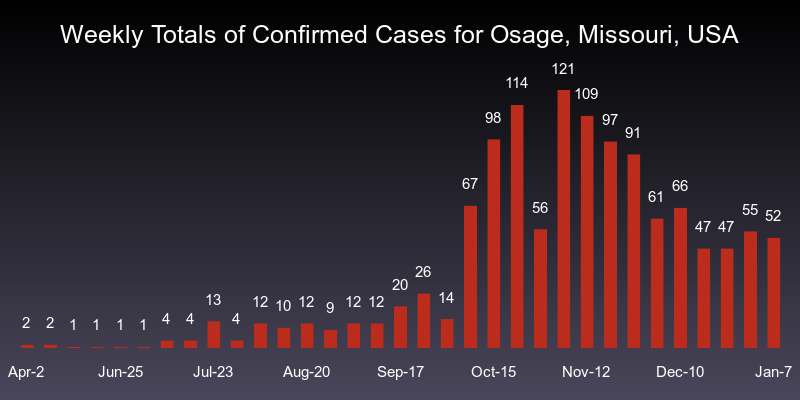 Weekly Totals of Confirmed Cases for Osage, Missouri, USA
2 2 1 1 1 1 4 4 13 4 12 10 12 9 12 12 20 26 14 67 98 114 56 121 109 97 91 61 66 47 47 55 52
Apr-2 Jun-25 Jul-23 Aug-20 Sep-17 Oct-15 Nov-12 Dec-10 Jan-7